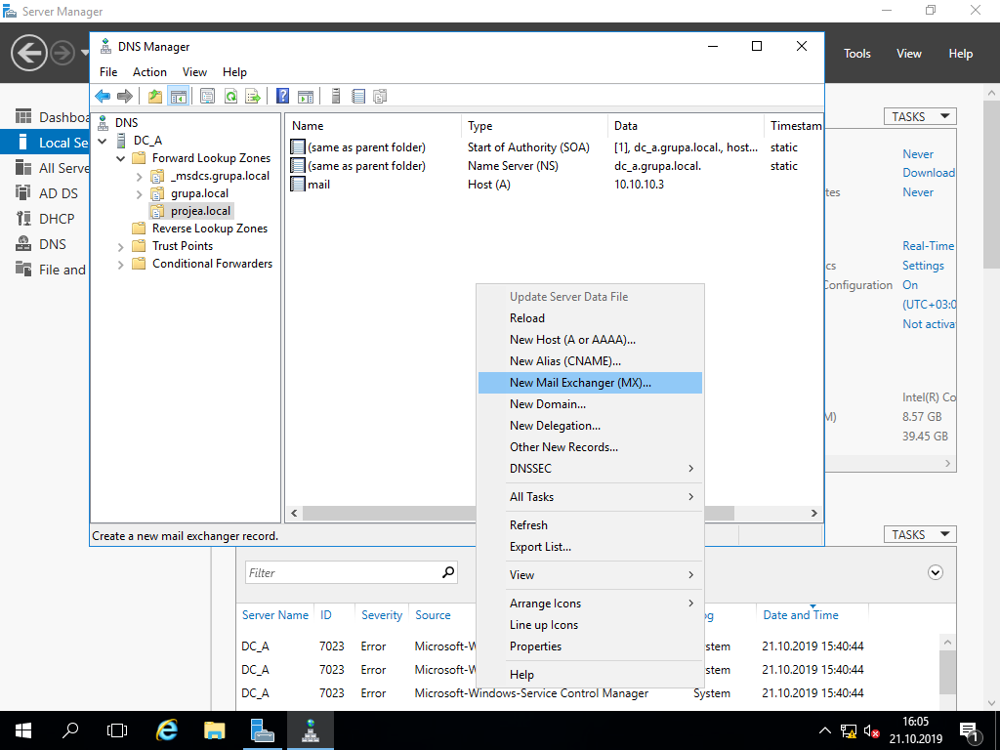 Server Manager
DNS Manager
Tools View Help
File Action View Help
DNS
DC_A
Forward Lookup Zones
_msdcs.grupa.local
grupa.local
projea.local
Reverse Lookup Zones
Trust Points
Conditional Forwarders
Name Type Data Timestam
(same as parent folder) Start of Authority (SOA) [1], dc_a.grupa.local., host... static
(same as parent folder) Name Server (NS) dc_a.grupa.local. static
mail Host (A) 10.10.10.3
Dashboa
Local Se
All Serve
AD DS
DHCP
DNS
File and
TASKS
Never
Download
tes Never
Real-Time
cs Settings
Configuration On
(UTC+03:0
Not activa
Intel(R) Co
M) 8.57 GB
39.45 GB
Update Server Data File
Reload
New Host (A or AAAA)...
New Alias (CNAME)...
New Mail Exchanger (MX)...
New Domain...
New Delegation...
Other New Records...
DNSSEC
All Tasks
Refresh
Export List...
View
Arrange Icons
Line up Icons
Properties
Help
Create a new mail exchanger record.
TASKS
Filter
Server Name ID Severity Source og Date and Time
DC_A 7023 Error Microsoft-W stem 21.10.2019 15:40:44
DC_A 7023 Error Microsoft-W stem 21.10.2019 15:40:44
DC_A 7023 Error Microsoft-Windows-Service Control Manager System 21.10.2019 15:40:44
16:05
21.10.2019
1